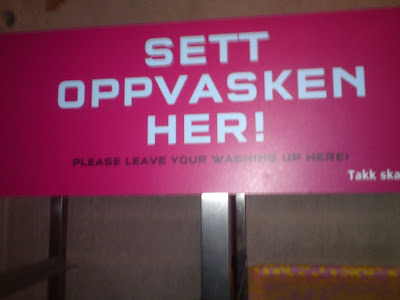 SETT
OPPVASKEN
HER!
PLEASE LEAVE YOUR WASHING UP HERE!
Takk ska